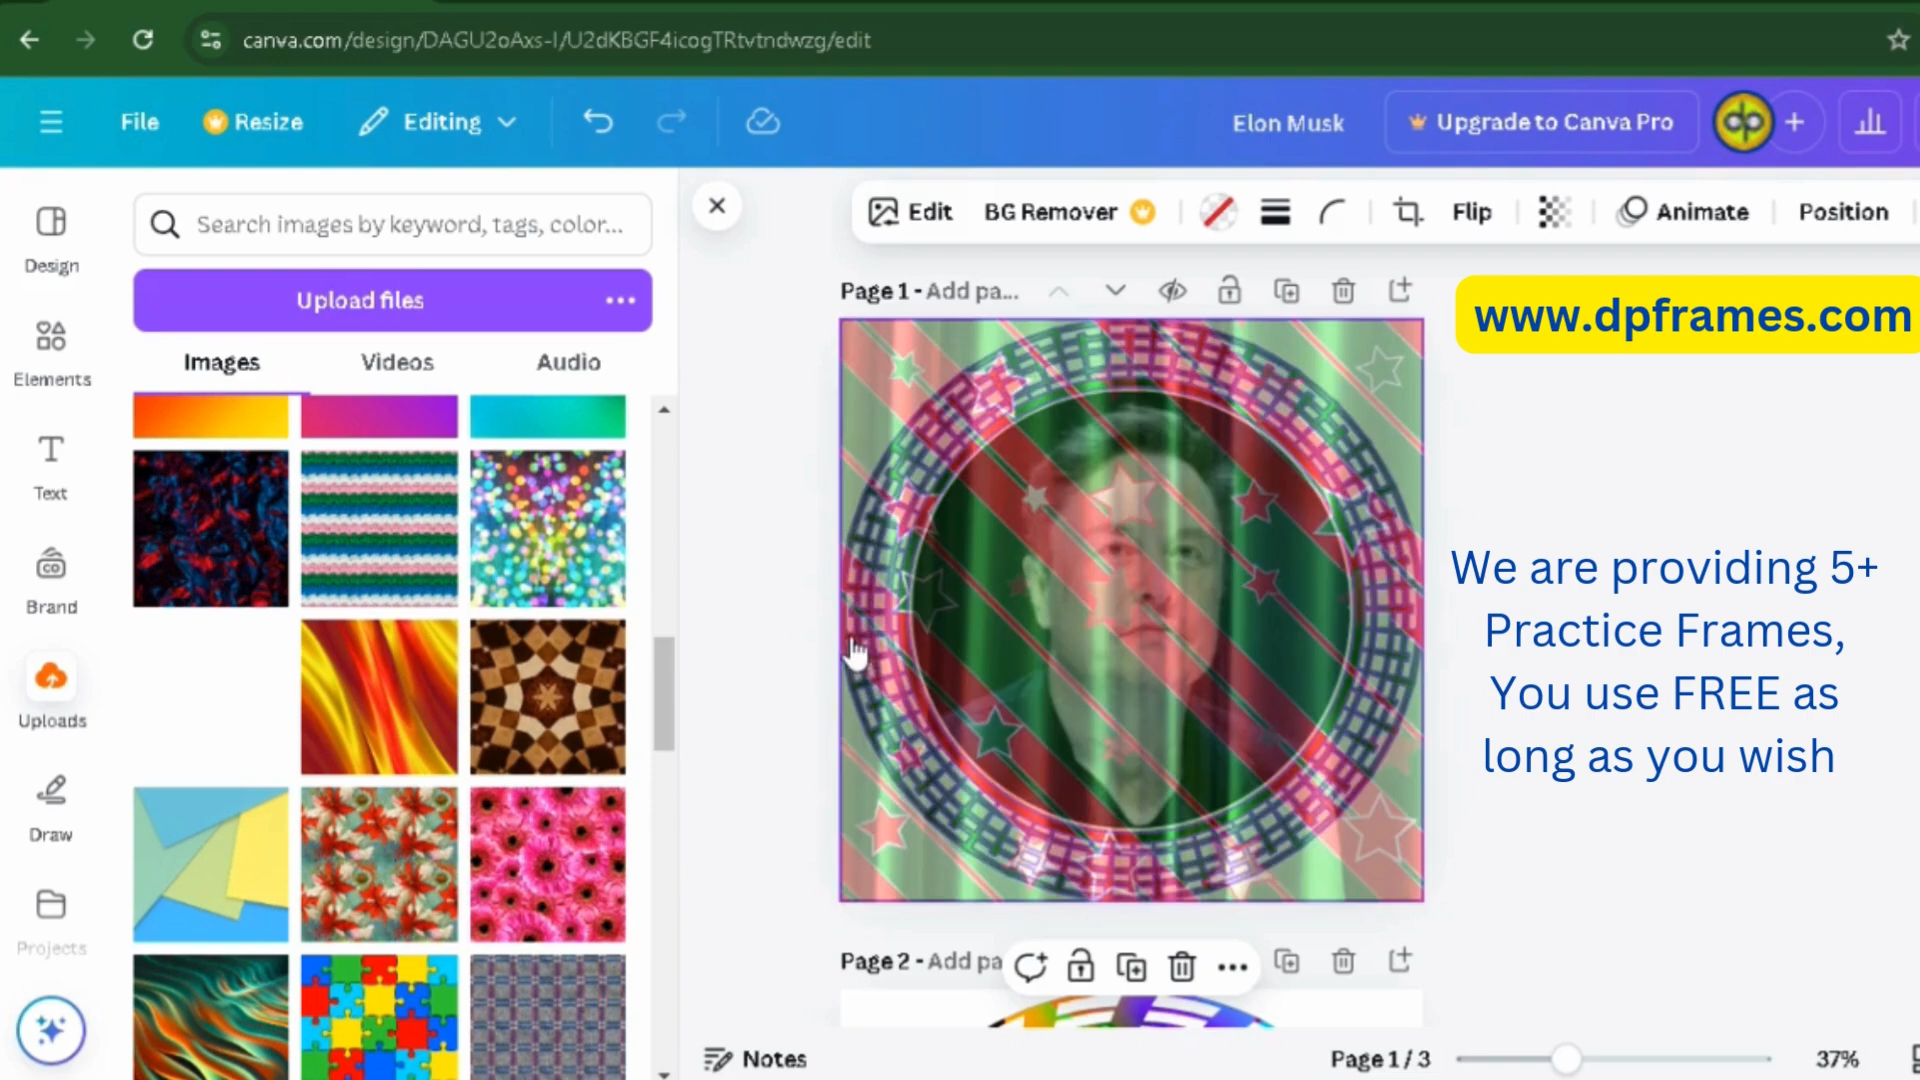 canva.com/design/DAGU2oAxs-I/U2dKBGF4icogTRtvtndwzg/edit
File
Resize
Editing
Elon Musk
Upgrade to Canva Pro
dp
Design
Elements
Text
Brand
Uploads
Draw
Projects
Search images by keyword, tags, color...
Upload files
Images
Videos
Audio
Edit
BG Remover
Flip
Animate
Position
Page 1 - Add pa...
www.dpframes.com
We are providing 5+
Practice Frames,
You use FREE as
long as you wish
Page 2 - Add pa
Notes
Page 1 / 3
37%